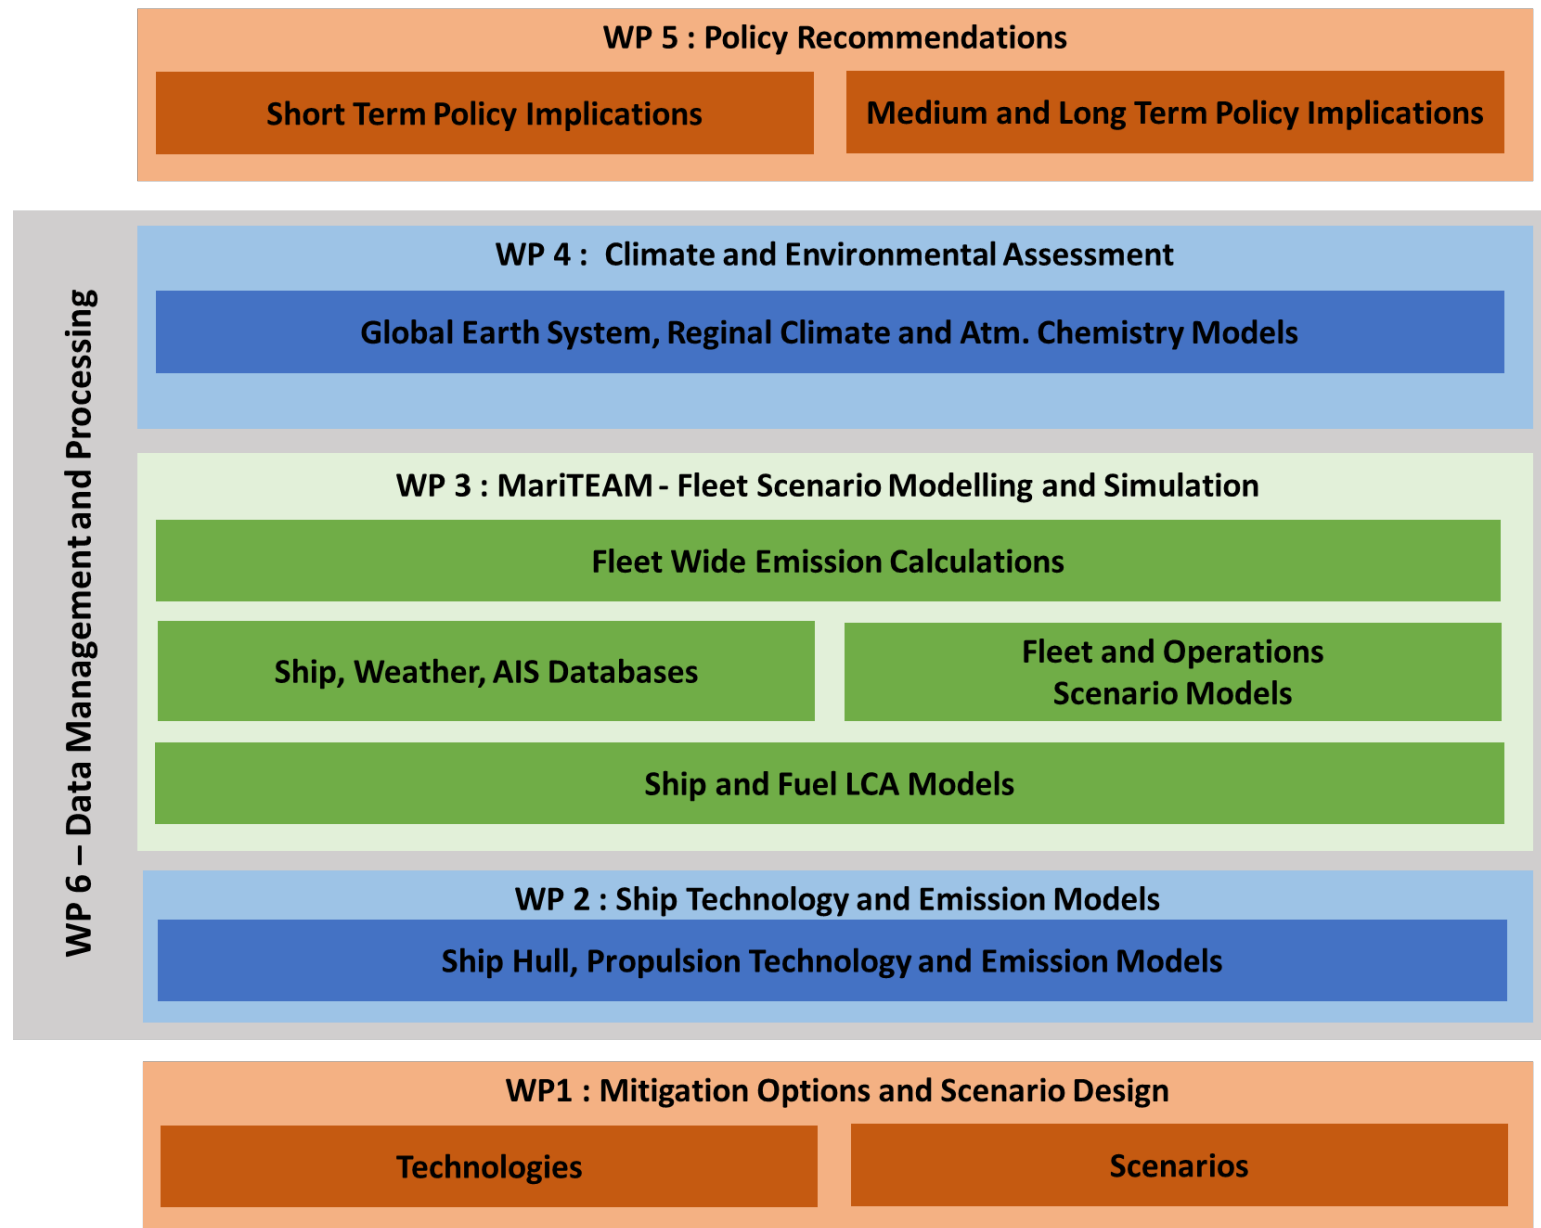 WP 5 : Policy Recommendations
Short Term Policy Implications
Medium and Long Term Policy Implications
WP 6 – Data Management and Processing
WP 4 : Climate and Environmental Assessment
Global Earth System, Reginal Climate and Atm. Chemistry Models
WP 3 : MariTEAM - Fleet Scenario Modelling and Simulation
Fleet Wide Emission Calculations
Ship, Weather, AIS Databases
Fleet and Operations
Scenario Models
Ship and Fuel LCA Models
WP 2 : Ship Technology and Emission Models
Ship Hull, Propulsion Technology and Emission Models
WP1 : Mitigation Options and Scenario Design
Technologies
Scenarios